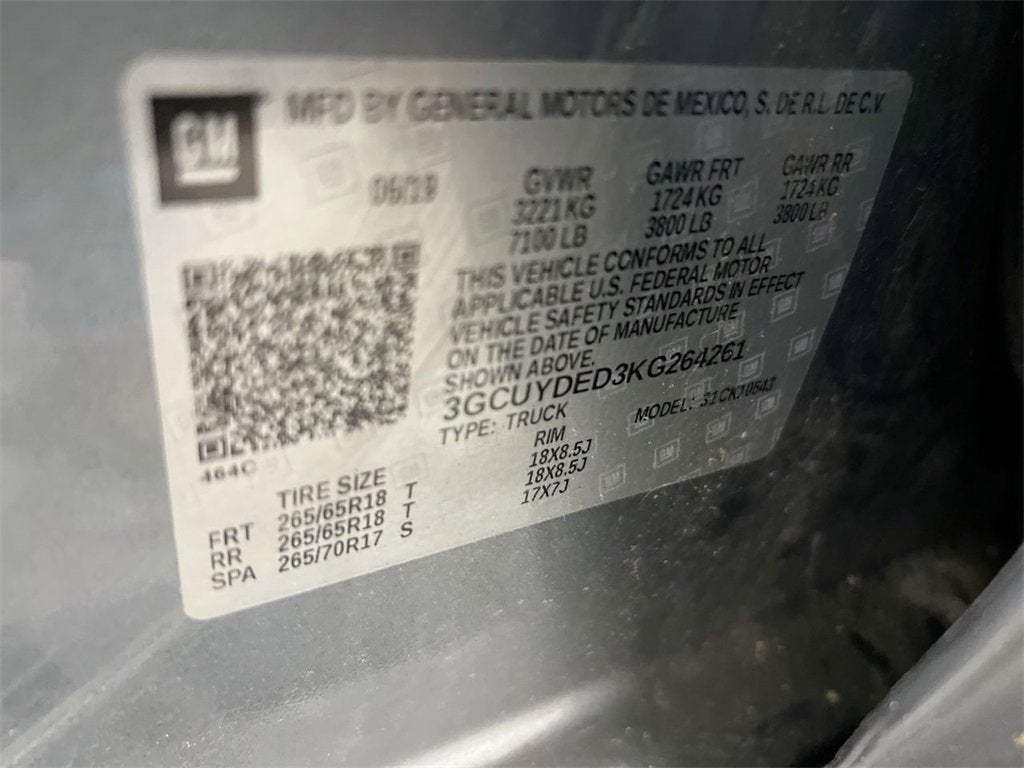 GM
MFD BY GENERAL MOTORS DE MEXICO, S. DE R.L. DE C.V.
GVWR GAWR FRT GAWR RR
3221 KG 1724 KG 1724 KG
7100 LB 3800 LB 3800 LB
THIS VEHICLE CONFORMS TO ALL
APPLICABLE U.S. FEDERAL MOTOR
VEHICLE SAFETY STANDARDS IN EFFECT
ON THE DATE OF MANUFACTURE
SHOWN ABOVE.
3GCUYDED3KG264261
TYPE: TRUCK MODEL: S1CK10543
464C
TIRE SIZE RIM
FRT 265/65R18 T 18X8.5J
RR 265/65R18 T 18X8.5J
SPA 265/70R17 S 17X7J